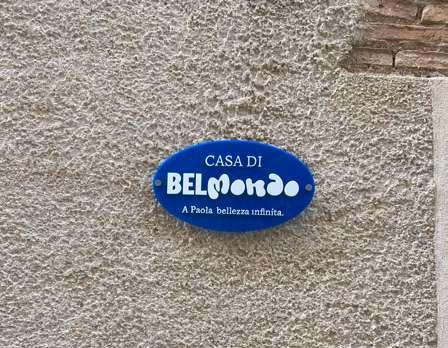 CASA DI
BELMONDO
A Paola bellezza infinita.